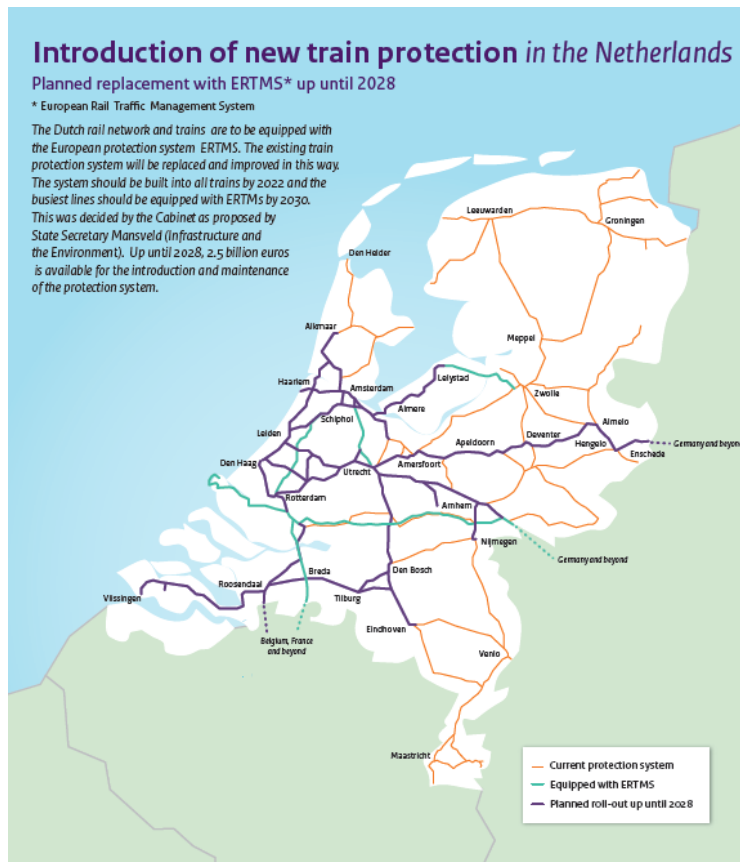 Introduction of new train protection in the Netherlands
Planned replacement with ERTMS* up until 2028
* European Rail Traffic Management System
The Dutch rail network and trains are to be equipped with
the European protection system ERTMS. The existing train
protection system will be replaced and improved in this way.
The system should be built into all trains by 2022 and the
busiest lines should be equipped with ERTMs by 2030.
This was decided by the Cabinet as proposed by
State Secretary Mansveld (Infrastructure and
the Environment). Up until 2028, 2.5 billion euros
is available for the introduction and maintenance
of the protection system.
Leeuwarden
Groningen
Den Helder
Alkmaar
Meppel
Haarlem
Amsterdam
Lelystad
Zwolle
Almere
Schiphol
Leiden
Almelo
Apeldoorn
Deventer
Hengelo
Germany and beyond
Enschede
Den Haag
Utrecht
Amersfoort
Rotterdam
Arnhem
Nijmegen
Germany and beyond
Roosendaal
Breda
Den Bosch
Vlissingen
Tilburg
Eindhoven
Belgium, France
and beyond
Venlo
Maastricht
Current protection system
Equipped with ERTMS
Planned roll-out up until 2028